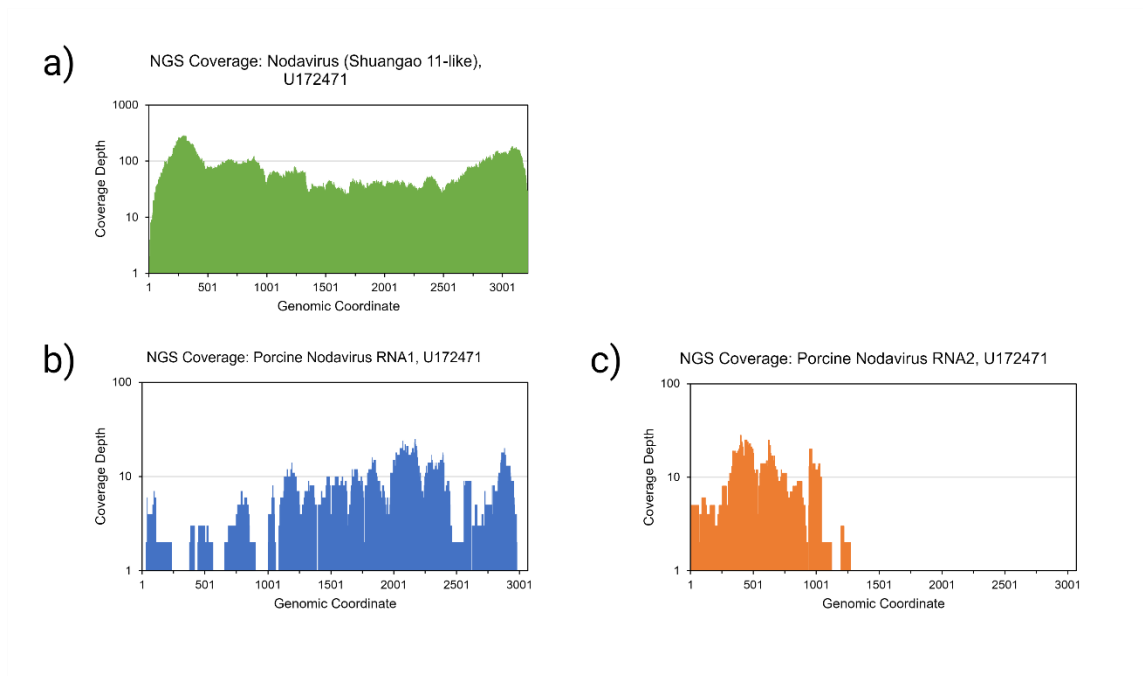 a)
NGS Coverage: Nodavirus (Shuangao 11-like),
U172471
1000
100
10
1
Coverage Depth
1 501 1001 1501 2001 2501 3001
Genomic Coordinate
b)
NGS Coverage: Porcine Nodavirus RNA1, U172471
100
10
1
Coverage Depth
1 501 1001 1501 2001 2501 3001
Genomic Coordinate
c)
NGS Coverage: Porcine Nodavirus RNA2, U172471
100
10
1
Coverage Depth
1 501 1001 1501 2001 2501 3001
Genomic Coordinate